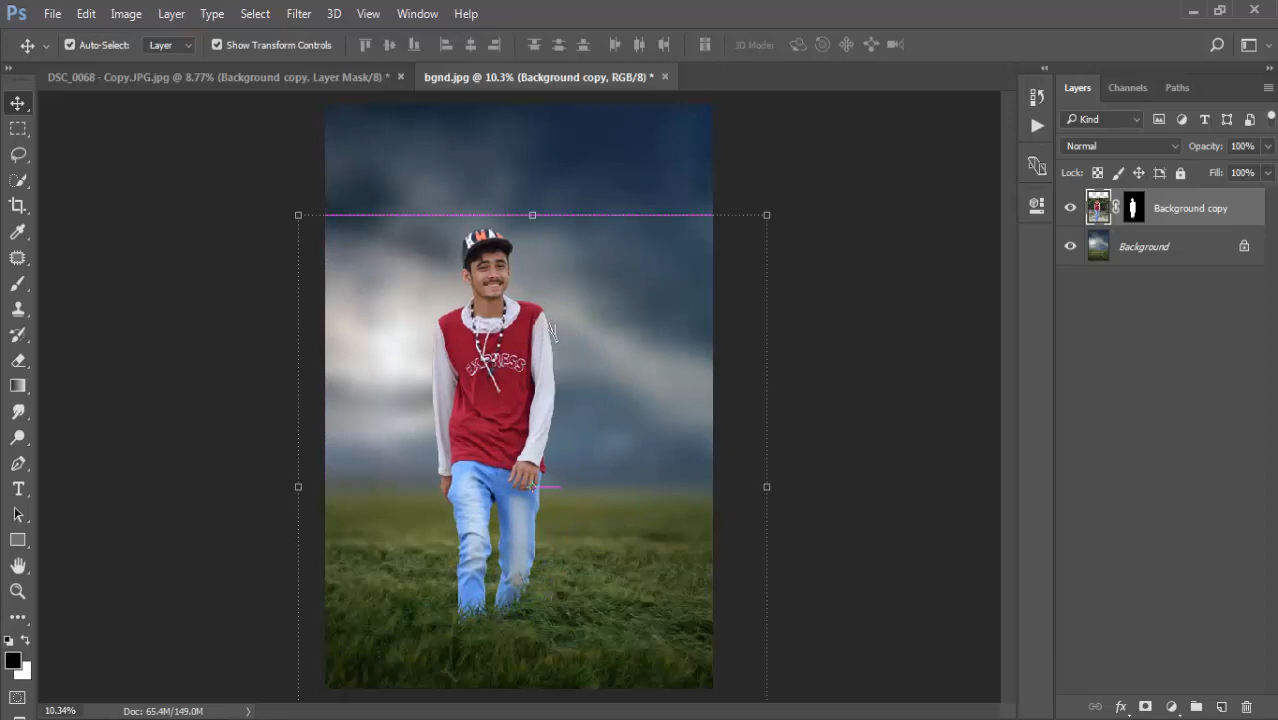 Ps File Edit Image Layer Type Select Filter 3D View Window Help
Auto-Select: Layer Show Transform Controls 3D Mode:
DSC_0068 - Copy.JPG.jpg @ 8.77% (Background copy, Layer Mask/8) * × bgnd.jpg @ 10.3% (Background copy, RGB/8) * ×
Layers Channels Paths
Kind
Normal Opacity: 100%
Lock: Fill: 100%
Background copy
Background
10.34% Doc: 65.4M/149.0M